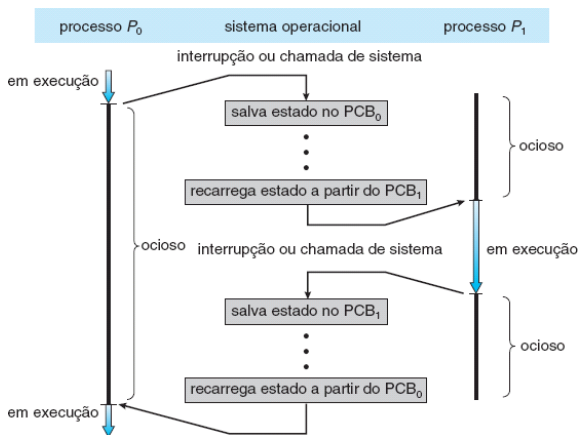 processo P0 sistema operacional processo P1
interrupção ou chamada de sistema
em execução
salva estado no PCB0
ocioso
recarrega estado a partir do PCB1
ocioso
interrupção ou chamada de sistema
em execução
salva estado no PCB1
ocioso
recarrega estado a partir do PCB0
em execução